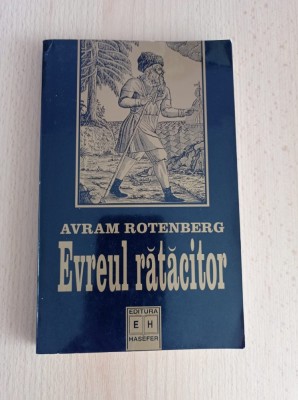 AVRAM ROTENBERG
Evreul rătăcitor
EDITURA
E H
HASEFER